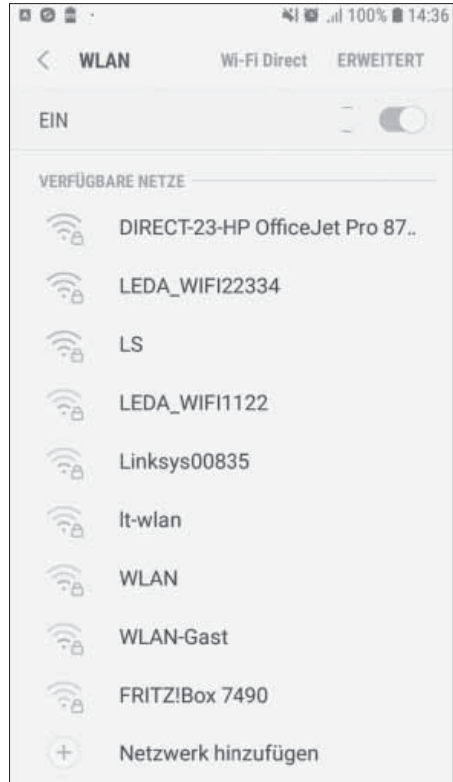 100% 14:36
WLAN Wi-Fi Direct ERWEITERT
EIN
VERFÜGBARE NETZE
DIRECT-23-HP OfficeJet Pro 87..
LEDA_WIFI22334
LS
LEDA_WIFI1122
Linksys00835
lt-wlan
WLAN
WLAN-Gast
FRITZ!Box 7490
Netzwerk hinzufügen